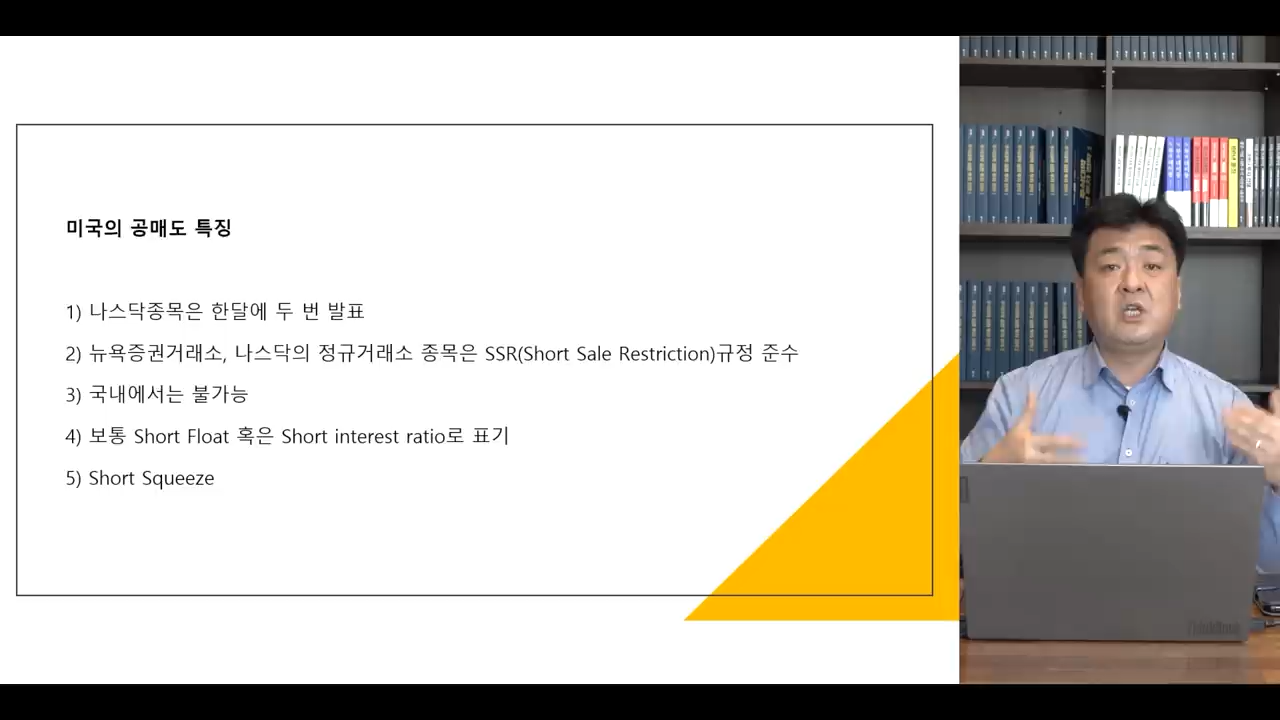 미국의 공매도 특징
1) 나스닥종목은 한달에 두 번 발표
2) 뉴욕증권거래소, 나스닥의 정규거래소 종목은 SSR(Short Sale Restriction)규정 준수
3) 국내에서는 불가능
4) 보통 Short Float 혹은 Short interest ratio로 표기
5) Short Squeeze
ThinkBook